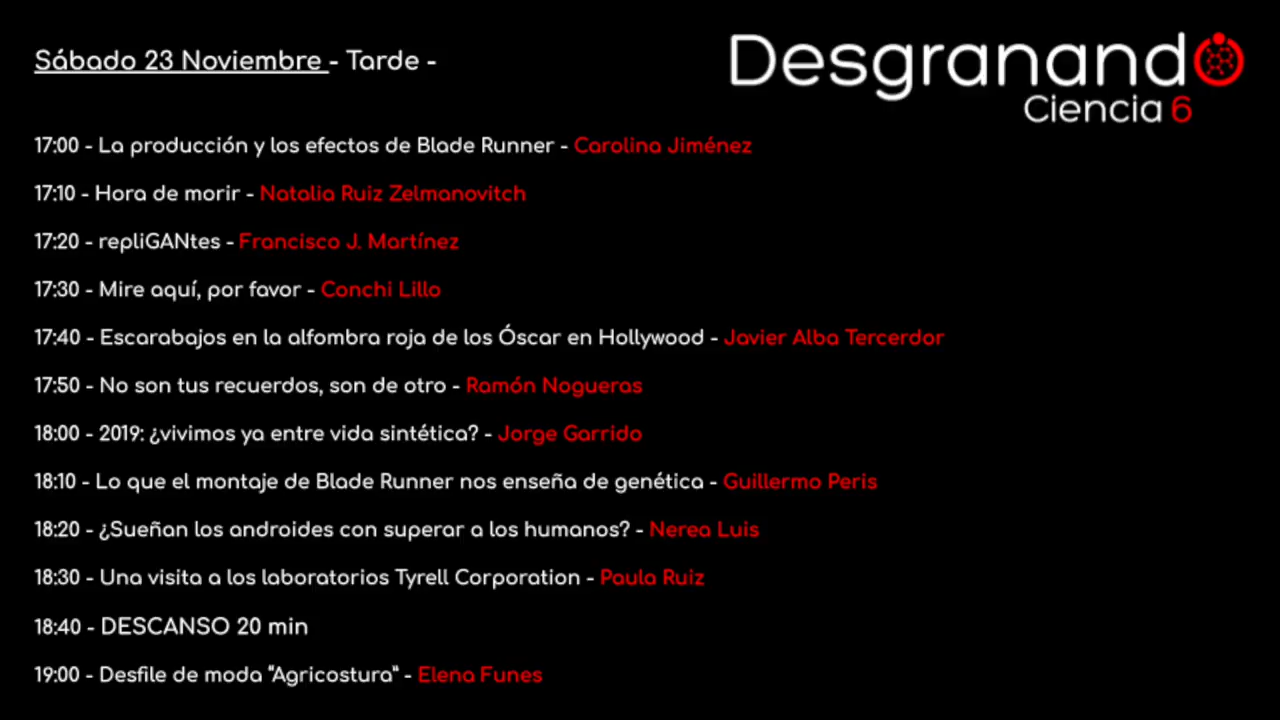 Sábado 23 Noviembre - Tarde -
Desgranando
Ciencia 6
17:00 - La producción y los efectos de Blade Runner - Carolina Jiménez
17:10 - Hora de morir - Natalia Ruiz Zelmanovitch
17:20 - repliGANtes - Francisco J. Martínez
17:30 - Mire aquí, por favor - Conchi Lillo
17:40 - Escarabajos en la alfombra roja de los Óscar en Hollywood - Javier Alba Tercerdor
17:50 - No son tus recuerdos, son de otro - Ramón Nogueras
18:00 - 2019: ¿vivimos ya entre vida sintética? - Jorge Garrido
18:10 - Lo que el montaje de Blade Runner nos enseña de genética - Guillermo Peris
18:20 - ¿Sueñan los androides con superar a los humanos? - Nerea Luis
18:30 - Una visita a los laboratorios Tyrell Corporation - Paula Ruiz
18:40 - DESCANSO 20 min
19:00 - Desfile de moda “Agricostura” - Elena Funes